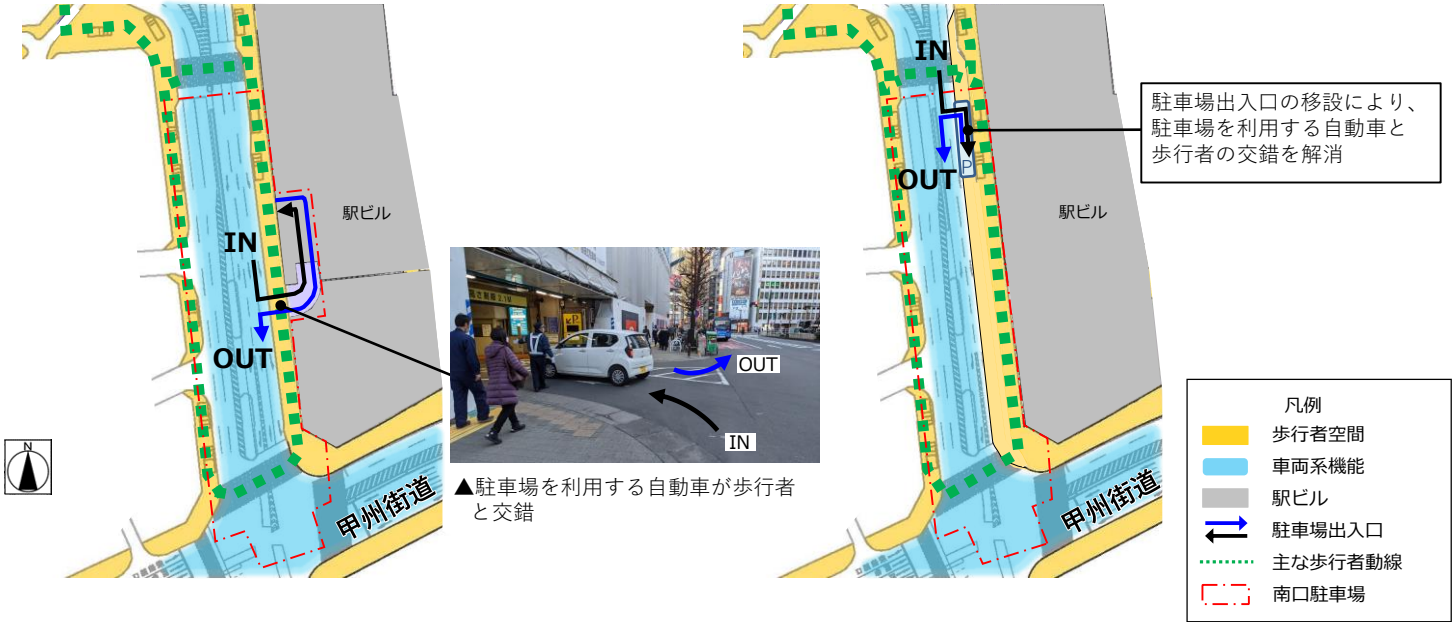 IN
OUT
駅ビル
甲州街道
N
OUT
IN
▲駐車場を利用する自動車が歩行者
と交錯
IN
OUT
P
駅ビル
甲州街道
駐車場出入口の移設により、
駐車場を利用する自動車と
歩行者の交錯を解消
凡例
歩行者空間
車両系機能
駅ビル
駐車場出入口
主な歩行者動線
南口駐車場